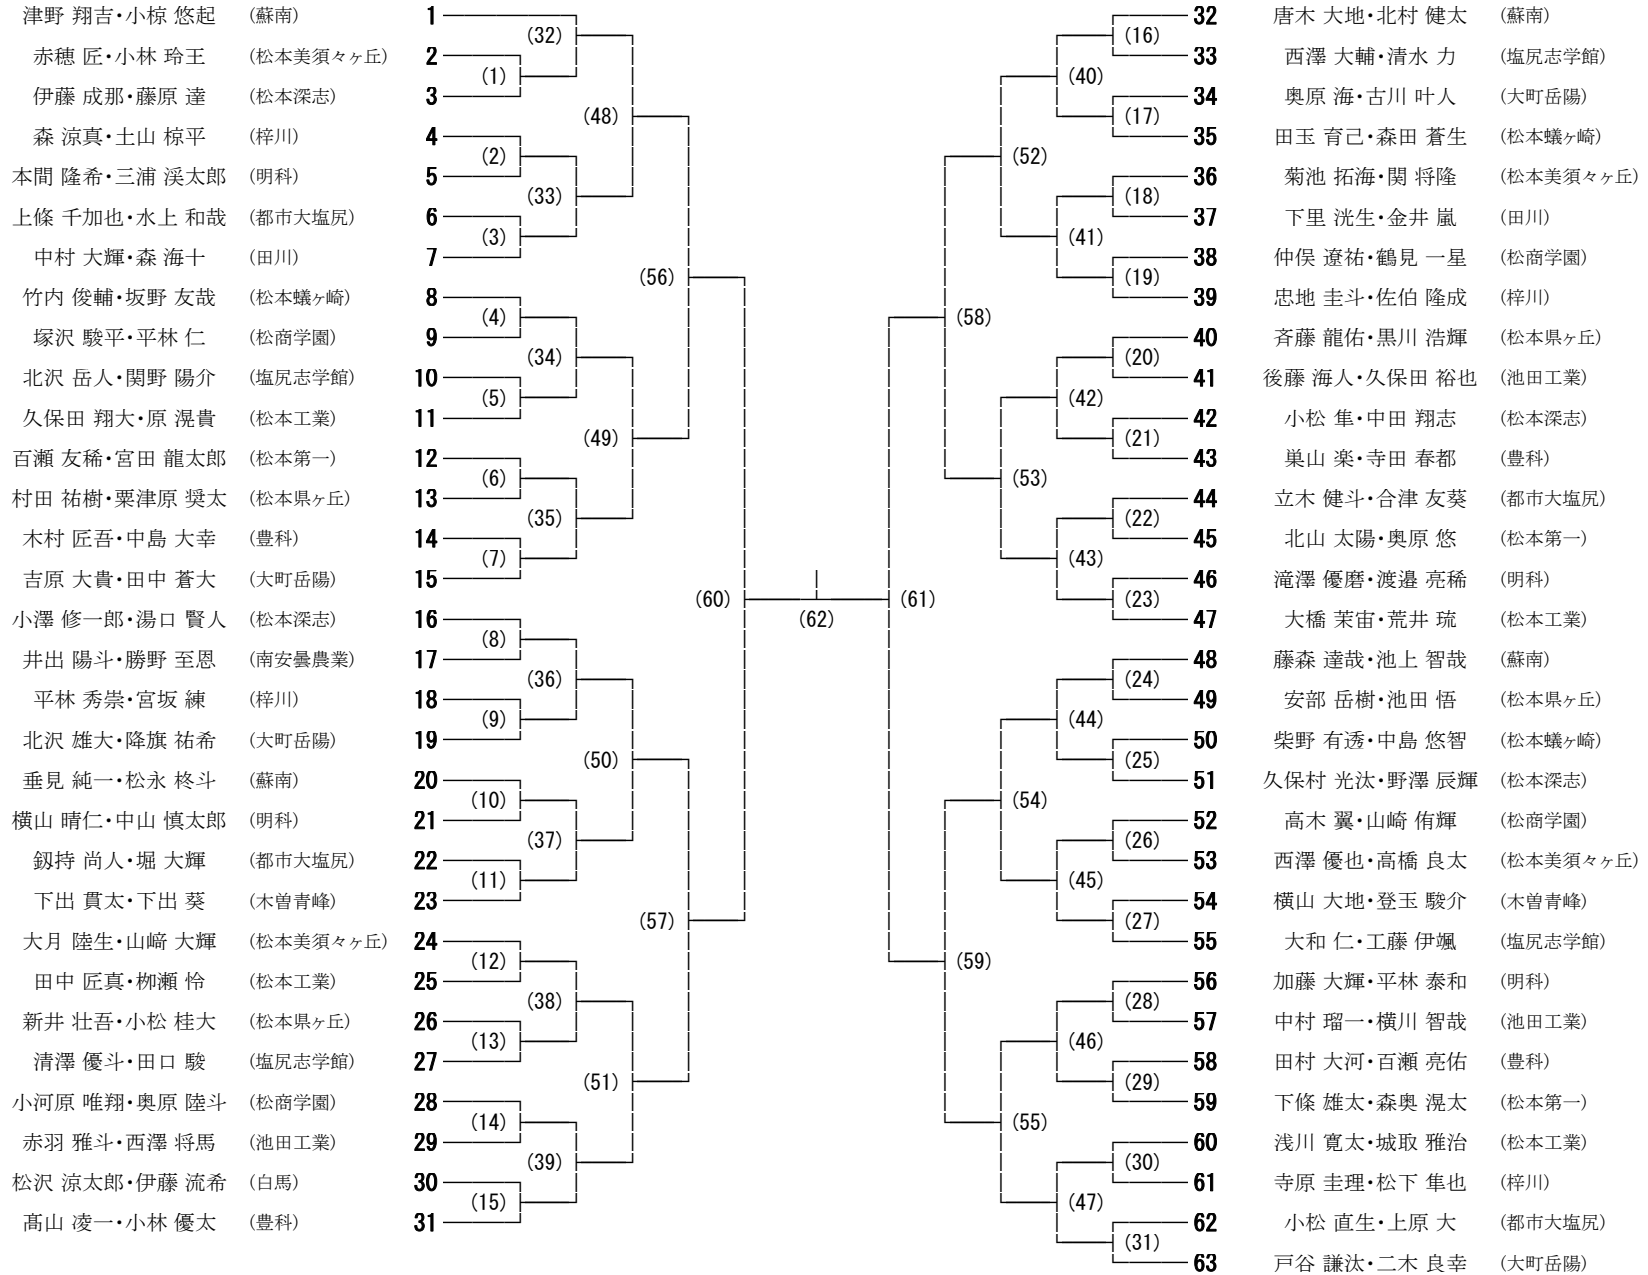 津野 翔吉・小椋 悠起 (蘇南) 1
赤穂 匠・小林 玲王 (松本美須々ヶ丘) 2
伊藤 成那・藤原 達 (松本深志) 3
森 涼真・土山 椋平 (梓川) 4
本間 隆希・三浦 渓太郎 (明科) 5
上條 千加也・水上 和哉 (都市大塩尻) 6
中村 大輝・森 海十 (田川) 7
竹内 俊輔・坂野 友哉 (松本蟻ヶ崎) 8
塚沢 駿平・平林 仁 (松商学園) 9
北沢 岳人・関野 陽介 (塩尻志学館) 10
久保田 翔大・原 滉貴 (松本工業) 11
百瀬 友稀・宮田 龍太郎 (松本第一) 12
村田 祐樹・粟津原 奨太 (松本県ヶ丘) 13
木村 匠吾・中島 大幸 (豊科) 14
吉原 大貴・田中 蒼大 (大町岳陽) 15
小澤 修一郎・湯口 賢人 (松本深志) 16
井出 陽斗・勝野 至恩 (南安曇農業) 17
平林 秀崇・宮坂 練 (梓川) 18
北沢 雄大・降旗 祐希 (大町岳陽) 19
垂見 純一・松永 柊斗 (蘇南) 20
横山 晴仁・中山 慎太郎 (明科) 21
釼持 尚人・堀 大輝 (都市大塩尻) 22
下出 貫太・下出 葵 (木曽青峰) 23
大月 陸生・山﨑 大輝 (松本美須々ヶ丘) 24
田中 匠真・栁瀬 怜 (松本工業) 25
新井 壮吾・小松 桂大 (松本県ヶ丘) 26
清澤 優斗・田口 駿 (塩尻志学館) 27
小河原 唯翔・奥原 陸斗 (松商学園) 28
赤羽 雅斗・西澤 将馬 (池田工業) 29
松沢 涼太郎・伊藤 流希 (白馬) 30
髙山 凌一・小林 優太 (豊科) 31
(1)
(2)
(3)
(4)
(5)
(6)
(7)
(8)
(9)
(10)
(11)
(12)
(13)
(14)
(15)
(32)
(33)
(34)
(35)
(36)
(37)
(38)
(39)
(48)
(49)
(50)
(51)
(56)
(57)
(60)
(62)
(61)
(58)
(59)
(52)
(53)
(54)
(55)
(40)
(41)
(42)
(43)
(44)
(45)
(46)
(47)
(16)
(17)
(18)
(19)
(20)
(21)
(22)
(23)
(24)
(25)
(26)
(27)
(28)
(29)
(30)
(31)
32 唐木 大地・北村 健太 (蘇南)
33 西澤 大輔・清水 力 (塩尻志学館)
34 奥原 海・古川 叶人 (大町岳陽)
35 田玉 育己・森田 蒼生 (松本蟻ヶ崎)
36 菊池 拓海・関 将隆 (松本美須々ヶ丘)
37 下里 洸生・金井 嵐 (田川)
38 仲俣 遼祐・鶴見 一星 (松商学園)
39 忠地 圭斗・佐伯 隆成 (梓川)
40 斉藤 龍佑・黒川 浩輝 (松本県ヶ丘)
41 後藤 海人・久保田 裕也 (池田工業)
42 小松 隼・中田 翔志 (松本深志)
43 巣山 楽・寺田 春都 (豊科)
44 立木 健斗・合津 友葵 (都市大塩尻)
45 北山 太陽・奥原 悠 (松本第一)
46 滝澤 優磨・渡邉 亮稀 (明科)
47 大橋 茉宙・荒井 琉 (松本工業)
48 藤森 達哉・池上 智哉 (蘇南)
49 安部 岳樹・池田 悟 (松本県ヶ丘)
50 柴野 有透・中島 悠智 (松本蟻ヶ崎)
51 久保村 光汰・野澤 辰輝 (松本深志)
52 高木 翼・山崎 侑輝 (松商学園)
53 西澤 優也・高橋 良太 (松本美須々ヶ丘)
54 横山 大地・登玉 駿介 (木曽青峰)
55 大和 仁・工藤 伊颯 (塩尻志学館)
56 加藤 大輝・平林 泰和 (明科)
57 中村 瑠一・横川 智哉 (池田工業)
58 田村 大河・百瀬 亮佑 (豊科)
59 下條 雄太・森奥 滉太 (松本第一)
60 浅川 寛太・城取 雅治 (松本工業)
61 寺原 圭理・松下 隼也 (梓川)
62 小松 直生・上原 大 (都市大塩尻)
63 戸谷 謙汰・二木 良幸 (大町岳陽)